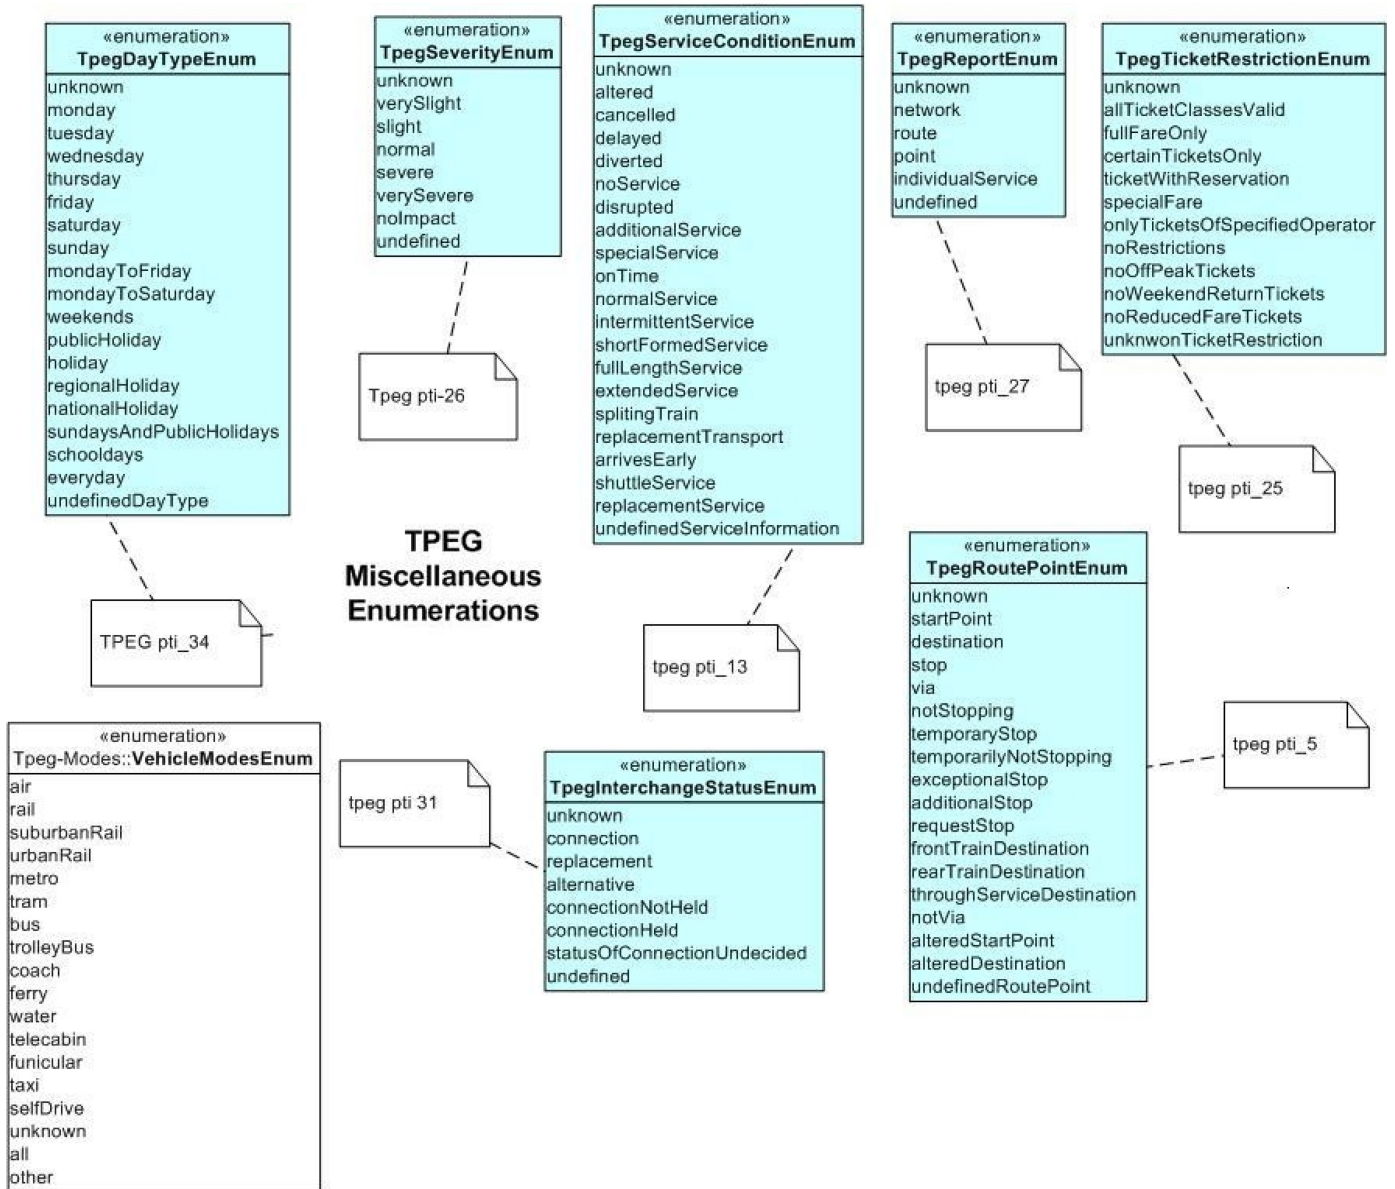 «enumeration»
TpegDayTypeEnum
unknown
monday
tuesday
wednesday
thursday
friday
saturday
sunday
mondayToFriday
mondayToSaturday
weekends
publicHoliday
holiday
regionalHoliday
nationalHoliday
sundaysAndPublicHolidays
schooldays
everyday
undefinedDayType
TPEG pti_34
«enumeration»
TpegSeverityEnum
unknown
verySlight
slight
normal
severe
verySevere
noImpact
undefined
Tpeg pti-26
«enumeration»
TpegServiceConditionEnum
unknown
altered
cancelled
delayed
diverted
noService
disrupted
additionalService
specialService
onTime
normalService
intermittentService
shortFormedService
fullLengthService
extendedService
splitingTrain
replacementTransport
arrivesEarly
shuttleService
replacementService
undefinedServiceInformation
tpeg pti_13
«enumeration»
TpegReportEnum
unknown
network
route
point
individualService
undefined
tpeg pti_27
«enumeration»
TpegTicketRestrictionEnum
unknown
allTicketClassesValid
fullFareOnly
certainTicketsOnly
ticketWithReservation
specialFare
onlyTicketsOfSpecifiedOperator
noRestrictions
noOffPeakTickets
noWeekendReturnTickets
noReducedFareTickets
unknwonTicketRestriction
tpeg pti_25
TPEG
Miscellaneous
Enumerations
«enumeration»
TpegRoutePointEnum
unknown
startPoint
destination
stop
via
notStopping
temporaryStop
temporarilyNotStopping
exceptionalStop
additionalStop
requestStop
frontTrainDestination
rearTrainDestination
throughServiceDestination
notVia
alteredStartPoint
alteredDestination
undefinedRoutePoint
tpeg pti_5
«enumeration»
Tpeg-Modes::VehicleModesEnum
air
rail
suburbanRail
urbanRail
metro
tram
bus
trolleyBus
coach
ferry
water
telecabin
funicular
taxi
selfDrive
unknown
all
other
tpeg pti 31
«enumeration»
TpegInterchangeStatusEnum
unknown
connection
replacement
alternative
connectionNotHeld
connectionHeld
statusOfConnectionUndecided
undefined